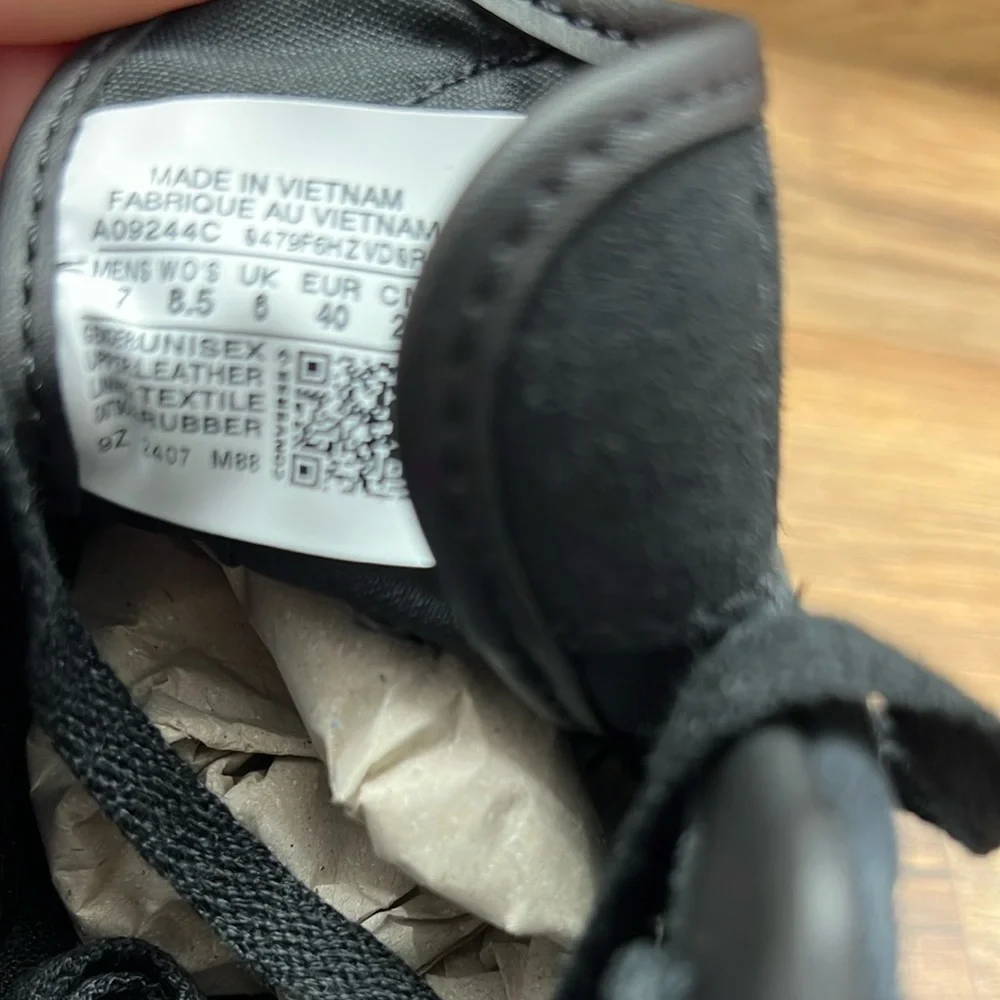 MADE IN VIETNAM
FABRIQUE AU VIETNAM
A09244C
MENS WO'S UK EUR
7 8.5 6 40
UNISEX
LEATHER
TEXTILE
RUBBER
M88